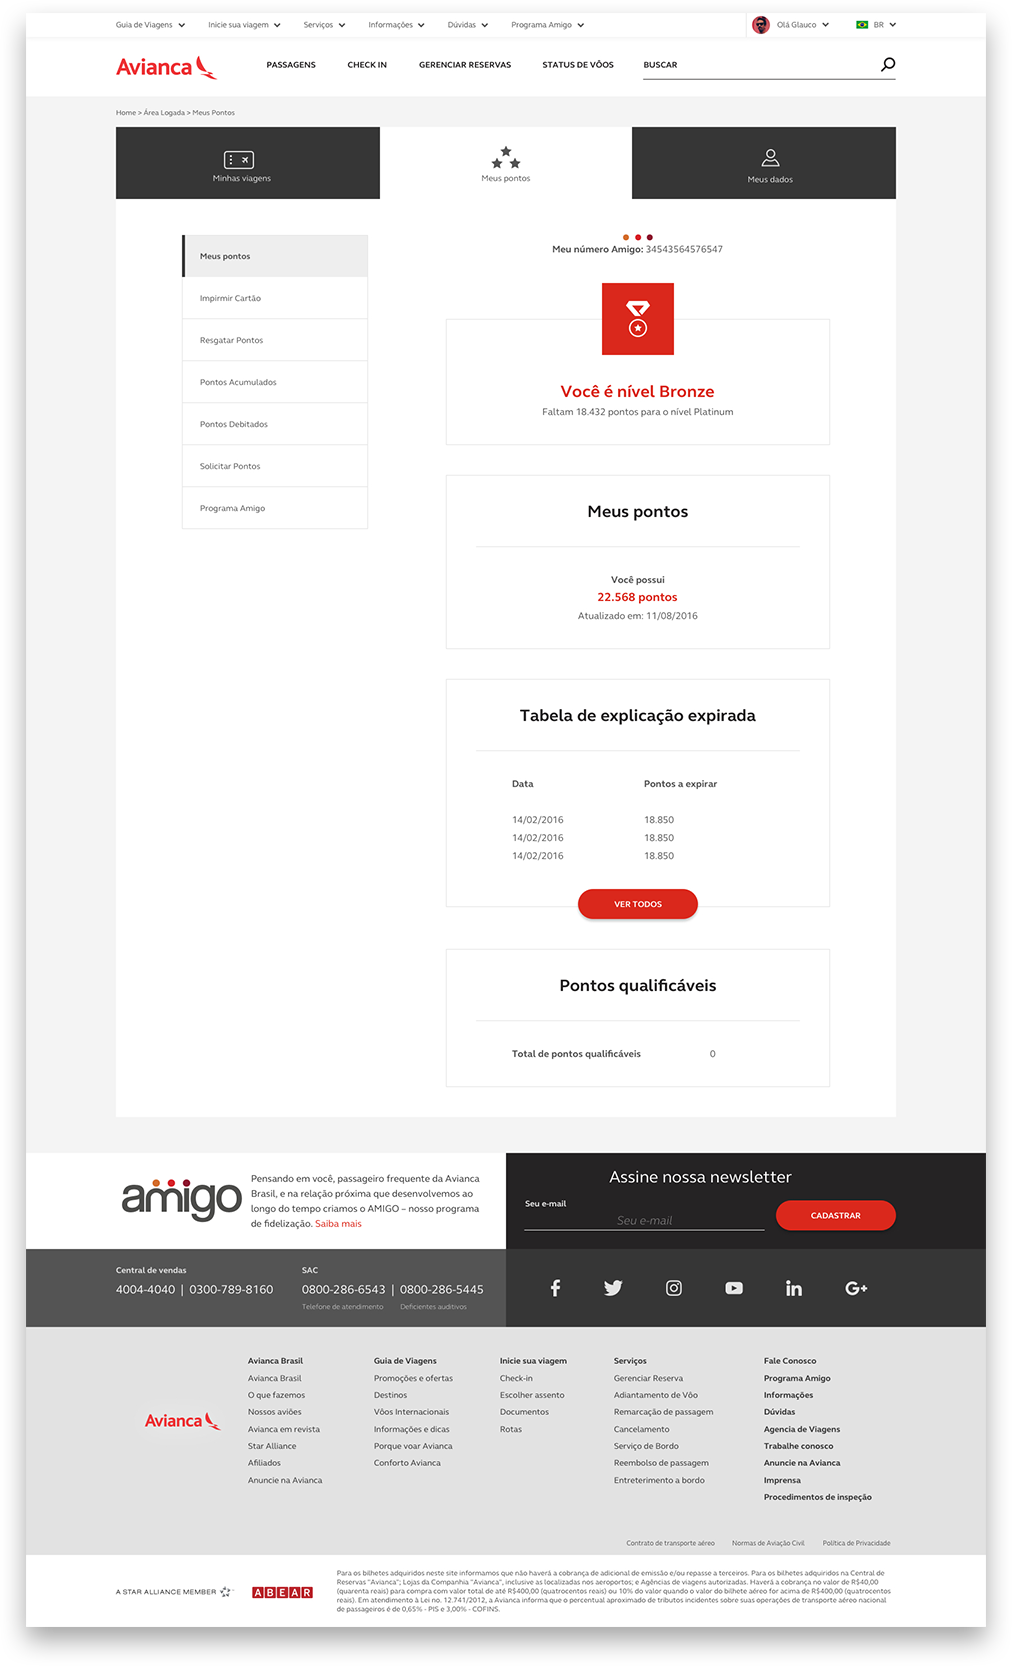 Guia de Viagens Inicie sua viagem Serviços Informações Dúvidas Programa Amigo Olá Glauco BR
Avianca PASSAGENS CHECK IN GERENCIAR RESERVAS STATUS DE VÔOS BUSCAR
Home > Área Logada > Meus Pontos
Minhas viagens Meus pontos Meus dados
Meus pontos
Impirmir Cartão
Resgatar Pontos
Pontos Acumulados
Pontos Debitados
Solicitar Pontos
Programa Amigo
Meu número Amigo: 34543564576547
Você é nível Bronze
Faltam 18.432 pontos para o nível Platinum
Meus pontos
Você possui
22.568 pontos
Atualizado em: 11/08/2016
Tabela de explicação expirada
Data Pontos a expirar
14/02/2016 18.850
14/02/2016 18.850
14/02/2016 18.850
VER TODOS
Pontos qualificáveis
Total de pontos qualificáveis 0
amigo
Pensando em você, passageiro frequente da Avianca
Brasil, e na relação próxima que desenvolvemos ao
longo do tempo criamos o AMIGO – nosso programa
de fidelização. Saiba mais
Assine nossa newsletter
Seu e-mail
Seu e-mail
CADASTRAR
Central de vendas
4004-4040 | 0300-789-8160
SAC
0800-286-6543 | 0800-286-5445
Telefone de atendimento Deficientes auditivos
Avianca
Avianca Brasil
Avianca Brasil
O que fazemos
Nossos aviões
Avianca em revista
Star Alliance
Afiliados
Anuncie na Avianca
Guia de Viagens
Promoções e ofertas
Destinos
Vôos Internacionais
Informações e dicas
Porque voar Avianca
Conforto Avianca
Inicie sua viagem
Check-in
Escolher assento
Documentos
Rotas
Serviços
Gerenciar Reserva
Adiantamento de Vôo
Remarcação de passagem
Cancelamento
Serviço de Bordo
Reembolso de passagem
Entreterimento a bordo
Fale Conosco
Programa Amigo
Informações
Dúvidas
Agencia de Viagens
Trabalhe conosco
Anuncie na Avianca
Imprensa
Procedimentos de inspeção
Contrato de transporte aéreo Normas de Aviação Civil Política de Privacidade
A STAR ALLIANCE MEMBER
ABEAR
Para os bilhetes adquiridos neste site informamos que não haverá a cobrança de adicional de emissão e/ou repasse a terceiros. Para os bilhetes adquiridos na Central de
Reservas "Avianca"; Lojas da Companhia "Avianca", inclusive as localizadas nos aeroportos; e Agências de viagens autorizadas. Haverá a cobrança no valor de R$40,00
(quarenta reais) para compra com valor total de até R$400,00 (quatrocentos reais) ou 10% do valor quando o valor do bilhete aéreo for acima de R$400,00 (quatrocentos
reais). Em atendimento à Lei no. 12.741/2012, a Avianca informa que o percentual aproximado de tributos incidentes sobre suas operações de transporte aéreo nacional
de passageiros é de 0,65% - PIS e 3,00% - COFINS.